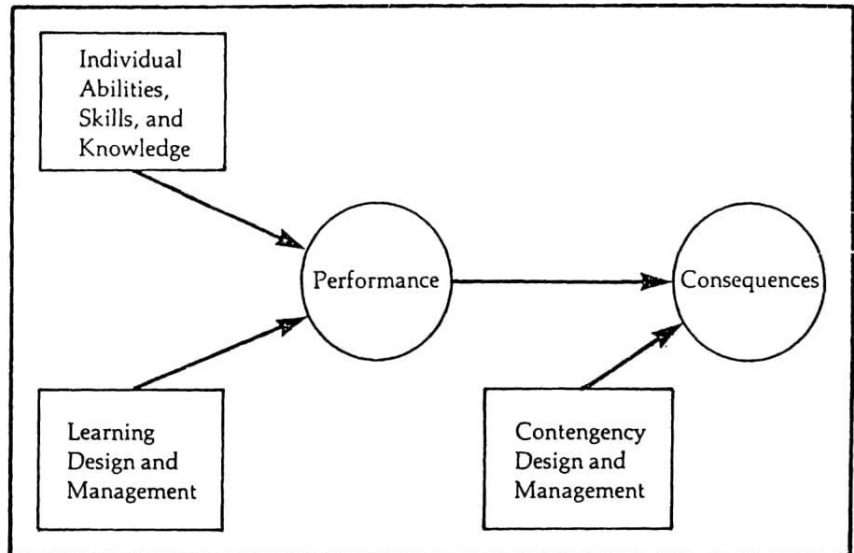 Individual
Abilities,
Skills, and
Knowledge
Performance
Consequences
Learning
Design and
Management
Contengency
Design and
Management